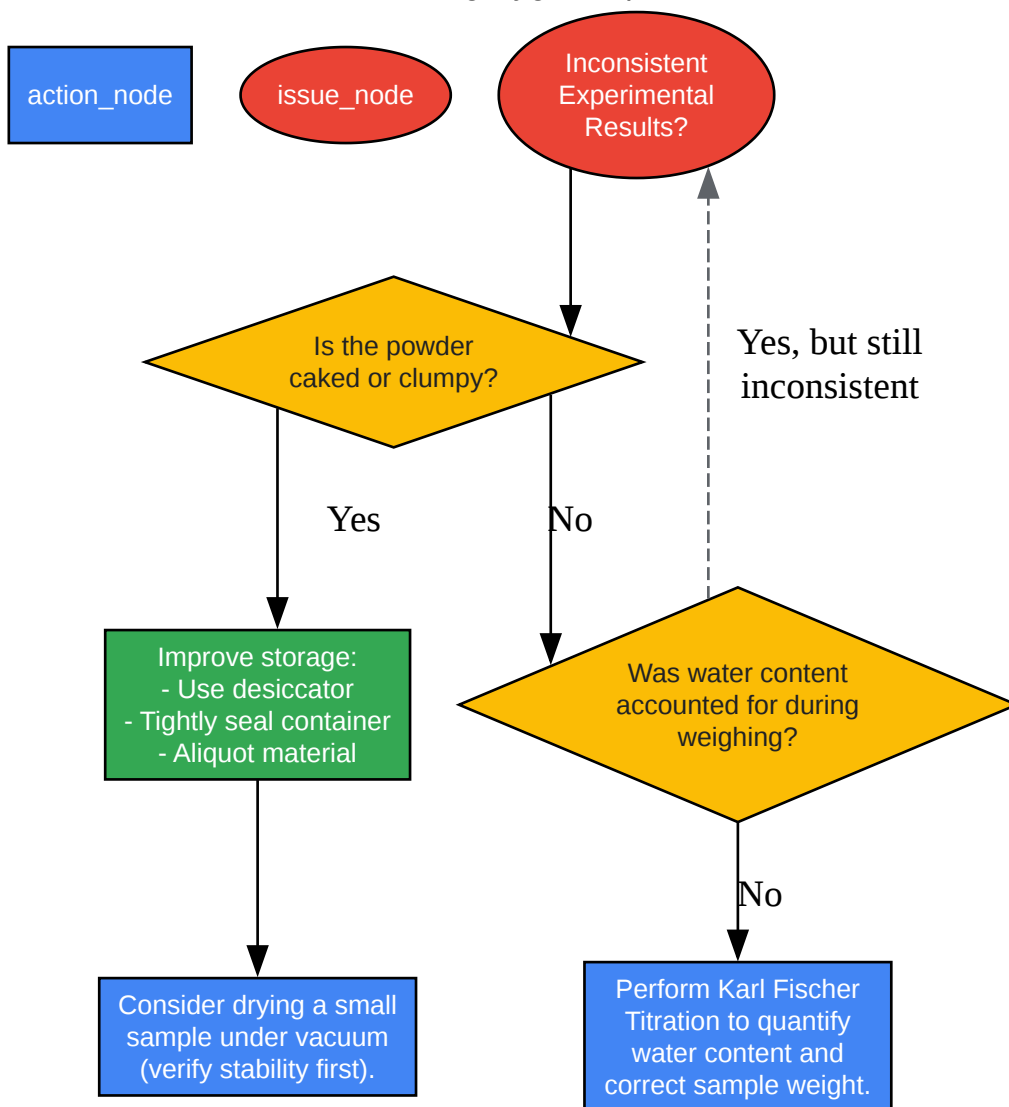 action_node
issue_node
Inconsistent
Experimental
Results?
Is the powder
caked or clumpy?
Yes, but still
inconsistent
Yes
No
Improve storage:
- Use desiccator
- Tightly seal container
- Aliquot material
Was water content
accounted for during
weighing?
No
Consider drying a small
sample under vacuum
(verify stability first).
Perform Karl Fischer
Titration to quantify
water content and
correct sample weight.